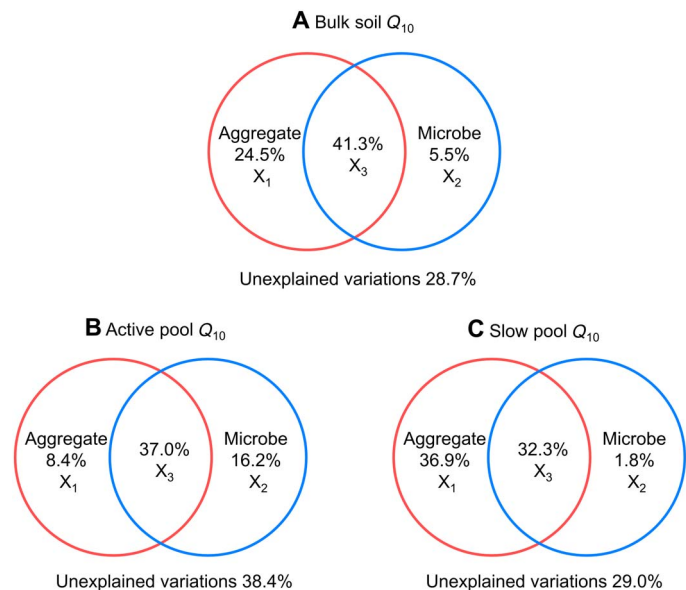 A Bulk soil Q10
Aggregate
24.5%
X1
41.3%
X3
Microbe
5.5%
X2
Unexplained variations 28.7%
B Active pool Q10
Aggregate
8.4%
X1
37.0%
X3
Microbe
16.2%
X2
Unexplained variations 38.4%
C Slow pool Q10
Aggregate
36.9%
X1
32.3%
X3
Microbe
1.8%
X2
Unexplained variations 29.0%